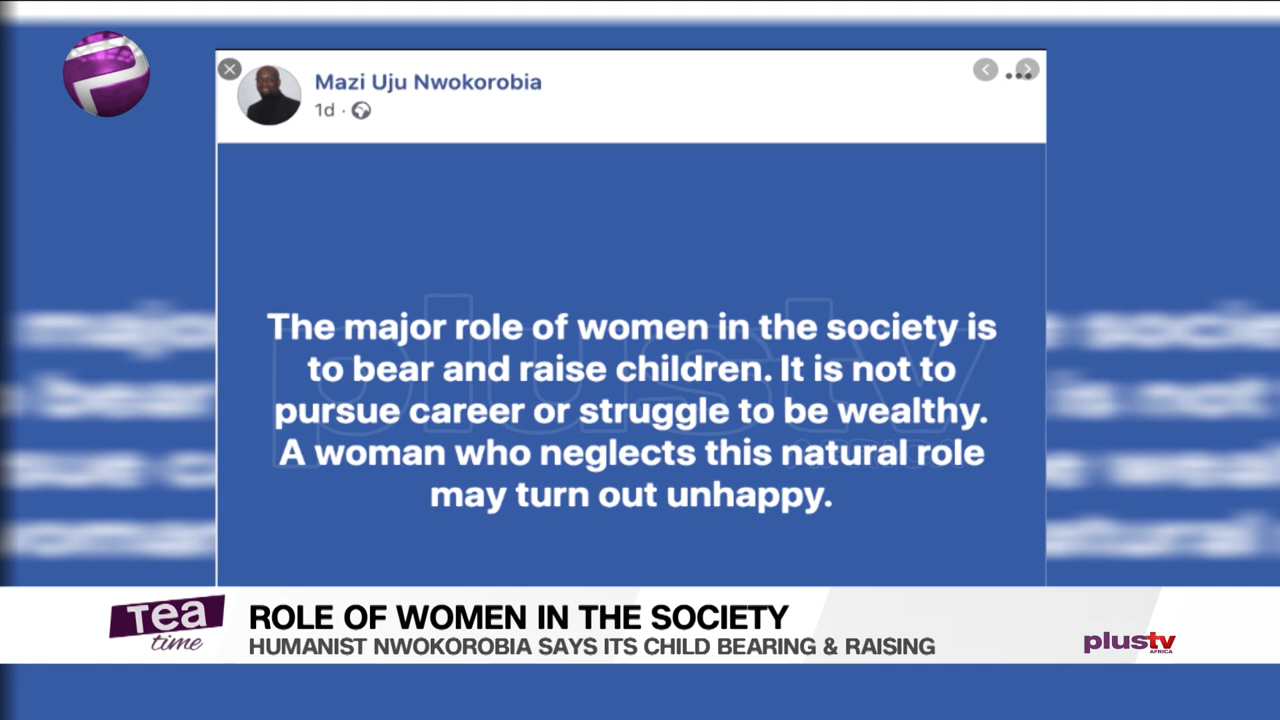 Mazi Uju Nwokorobia
1d ·
The major role of women in the society is
to bear and raise children. It is not to
pursue career or struggle to be wealthy.
A woman who neglects this natural role
may turn out unhappy.
plustv
Tea
time
ROLE OF WOMEN IN THE SOCIETY
HUMANIST NWOKOROBIA SAYS ITS CHILD BEARING & RAISING
plustv
AFRICA